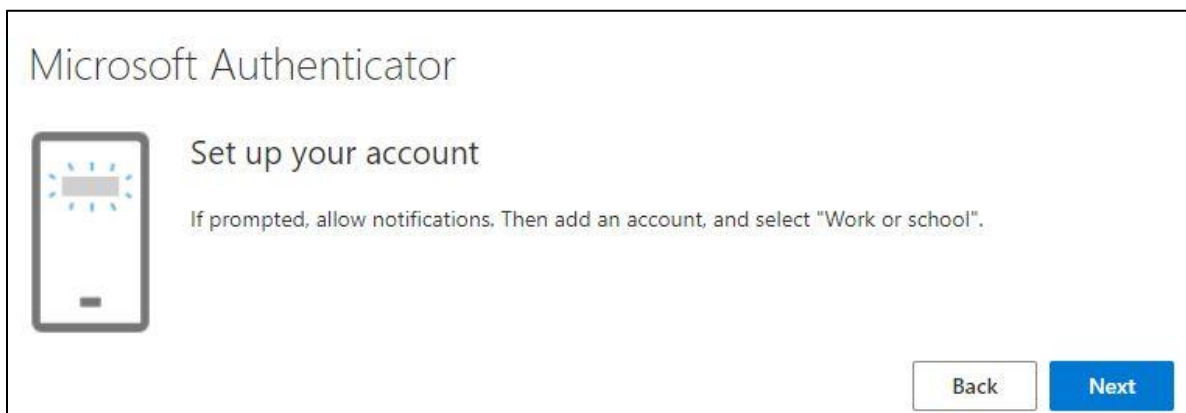 Microsoft Authenticator
Set up your account
If prompted, allow notifications. Then add an account, and select "Work or school".
Back
Next